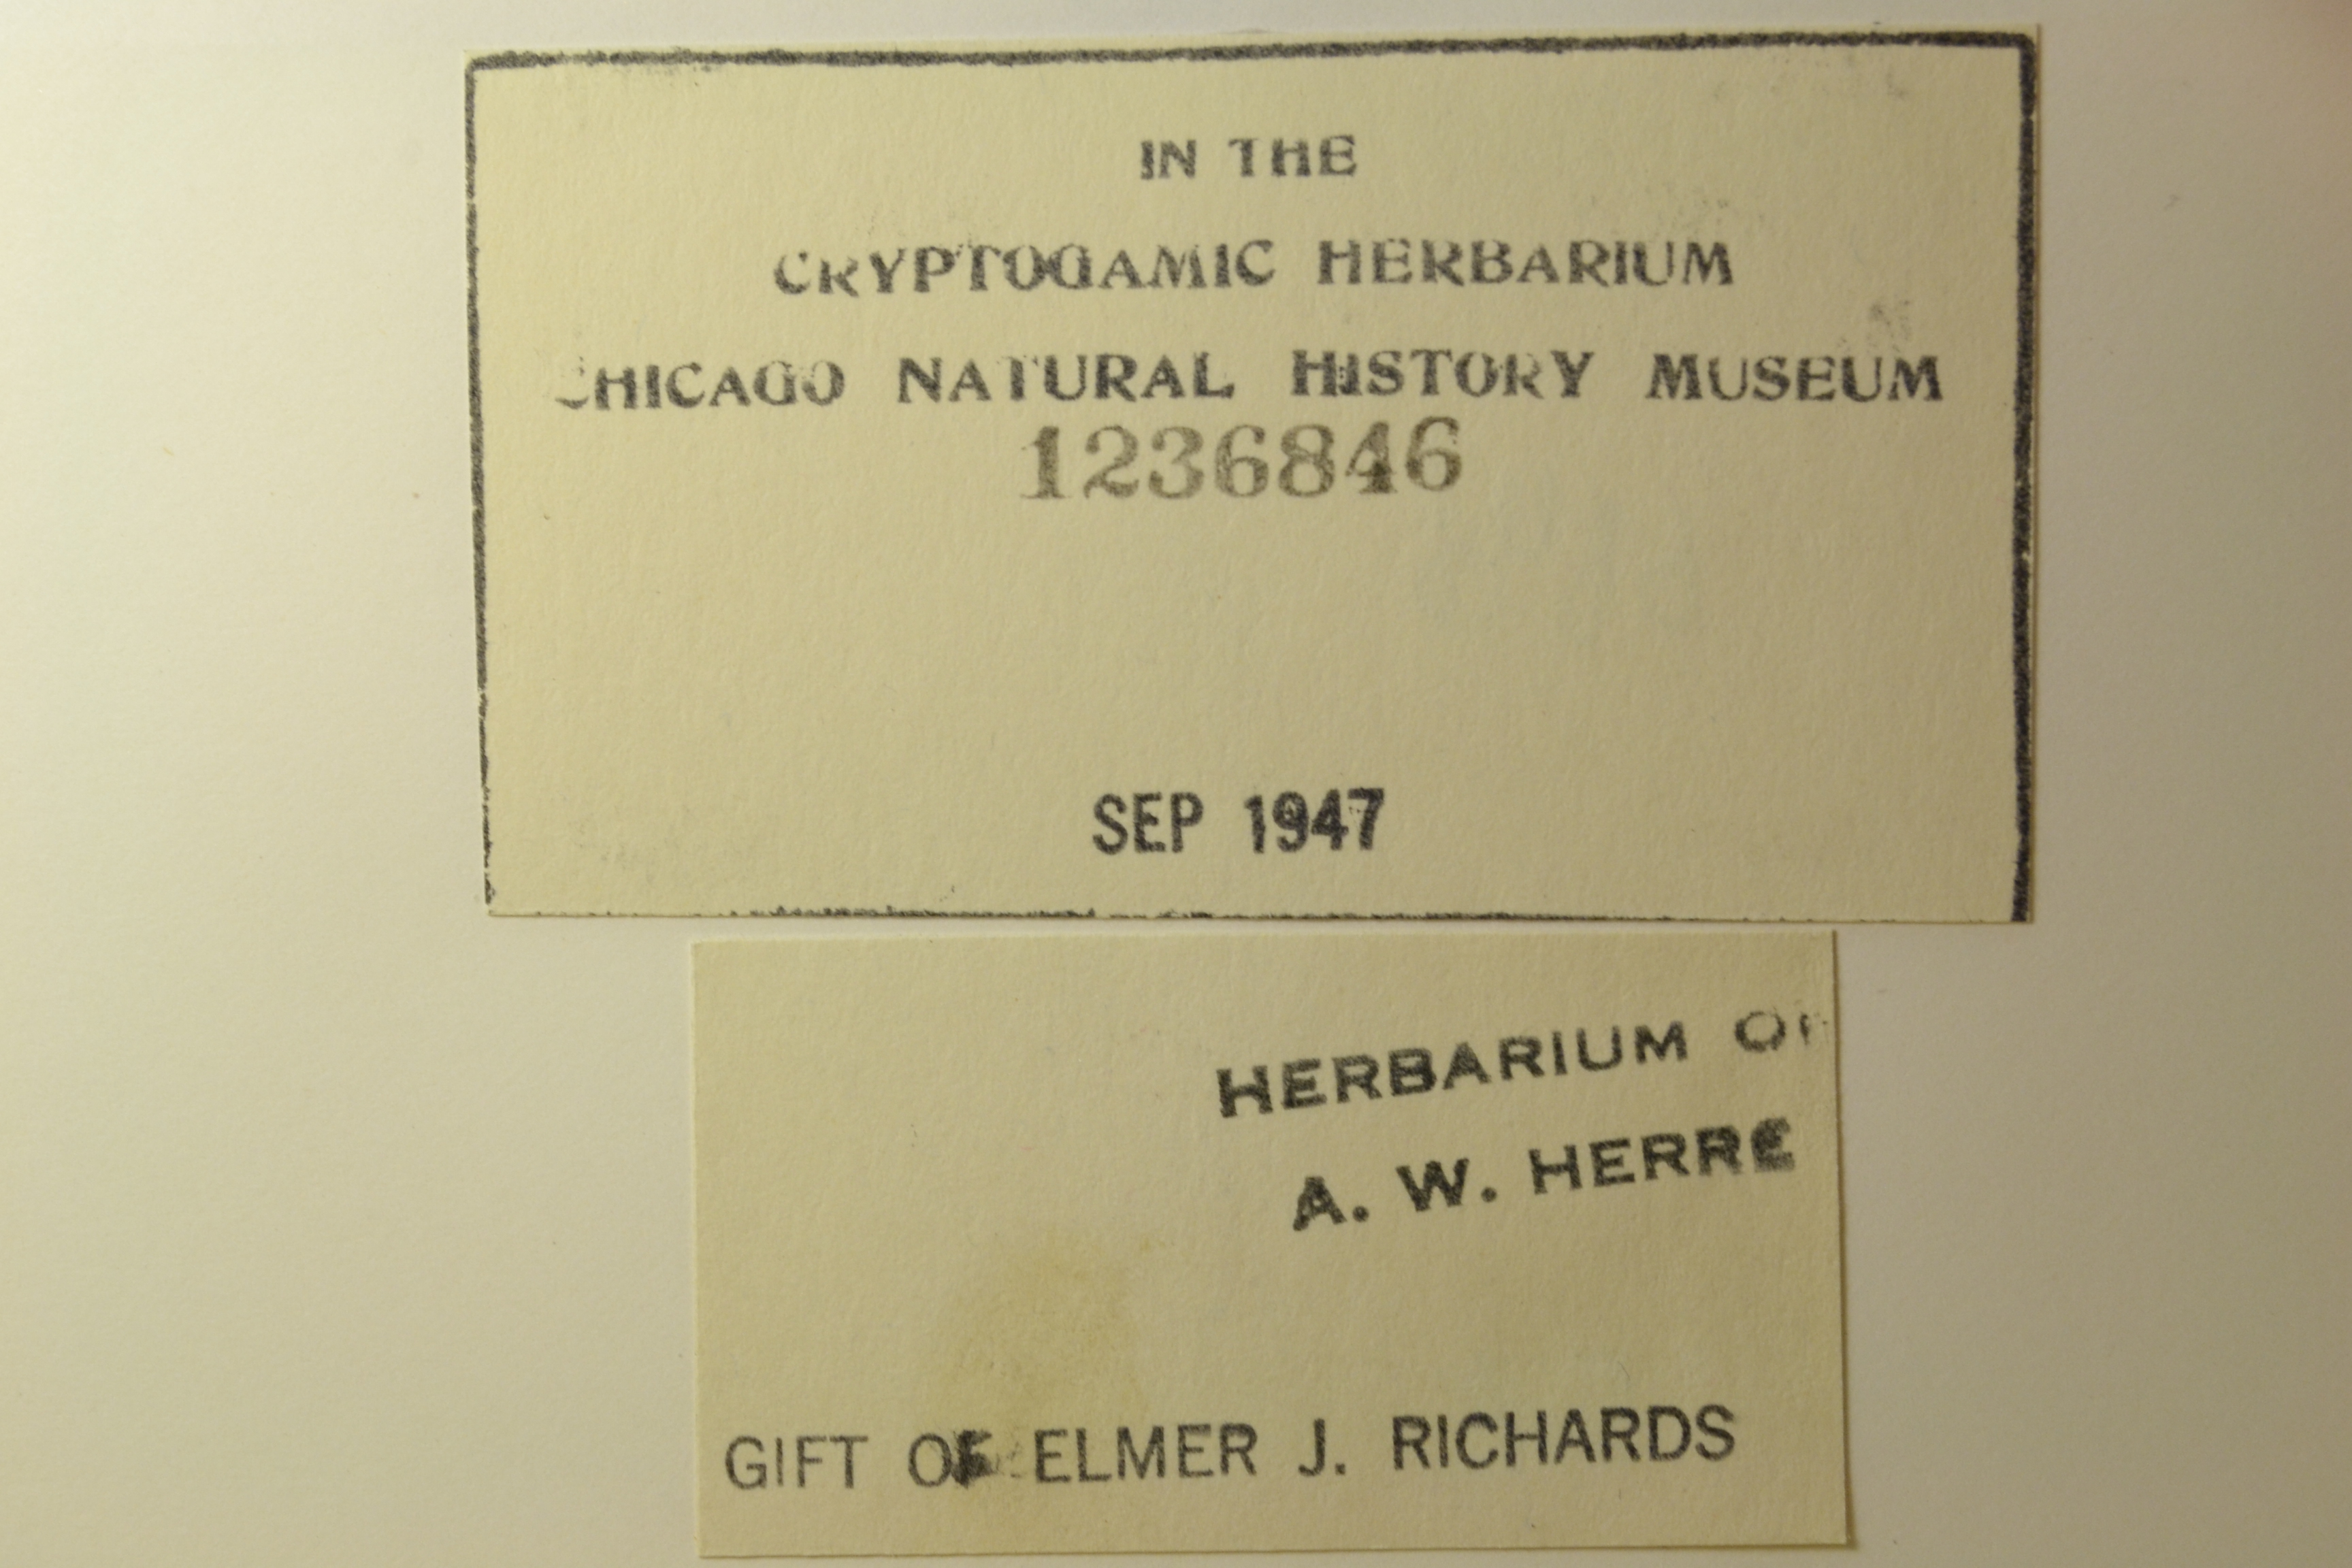 IN THE
CRYPTOGAMIC HERBARIUM
CHICAGO NATURAL HISTORY MUSEUM
1236846
SEP 1947
HERBARIUM OF
A. W. HERRE
GIFT OF ELMER J. RICHARDS